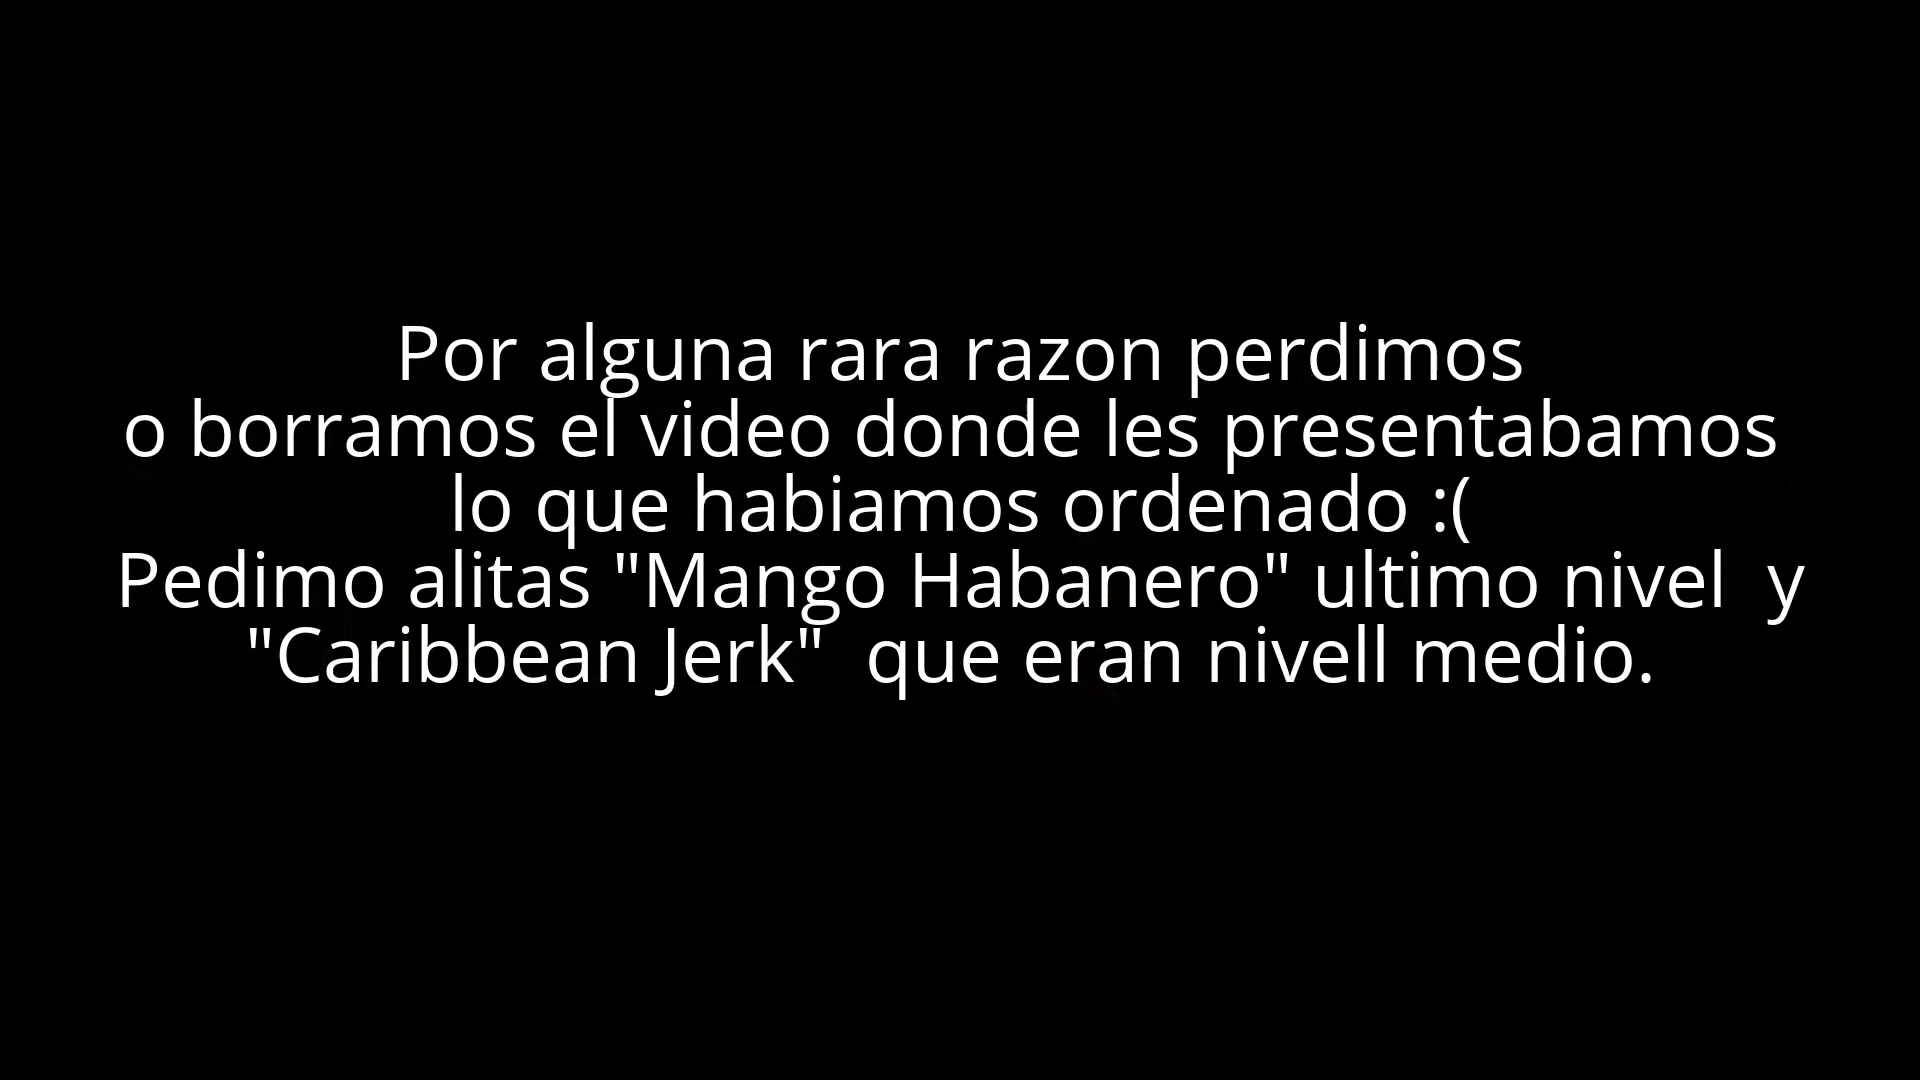 Por alguna rara razon perdimos
o borramos el video donde les presentabamos
lo que habiamos ordenado :(
Pedimo alitas "Mango Habanero" ultimo nivel  y
"Caribbean Jerk"  que eran nivell medio.